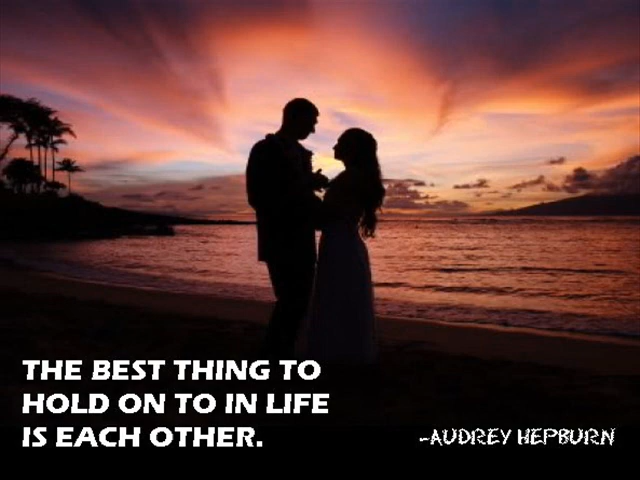 THE BEST THING TO
HOLD ON TO IN LIFE
IS EACH OTHER.
-AUDREY HEPBURN